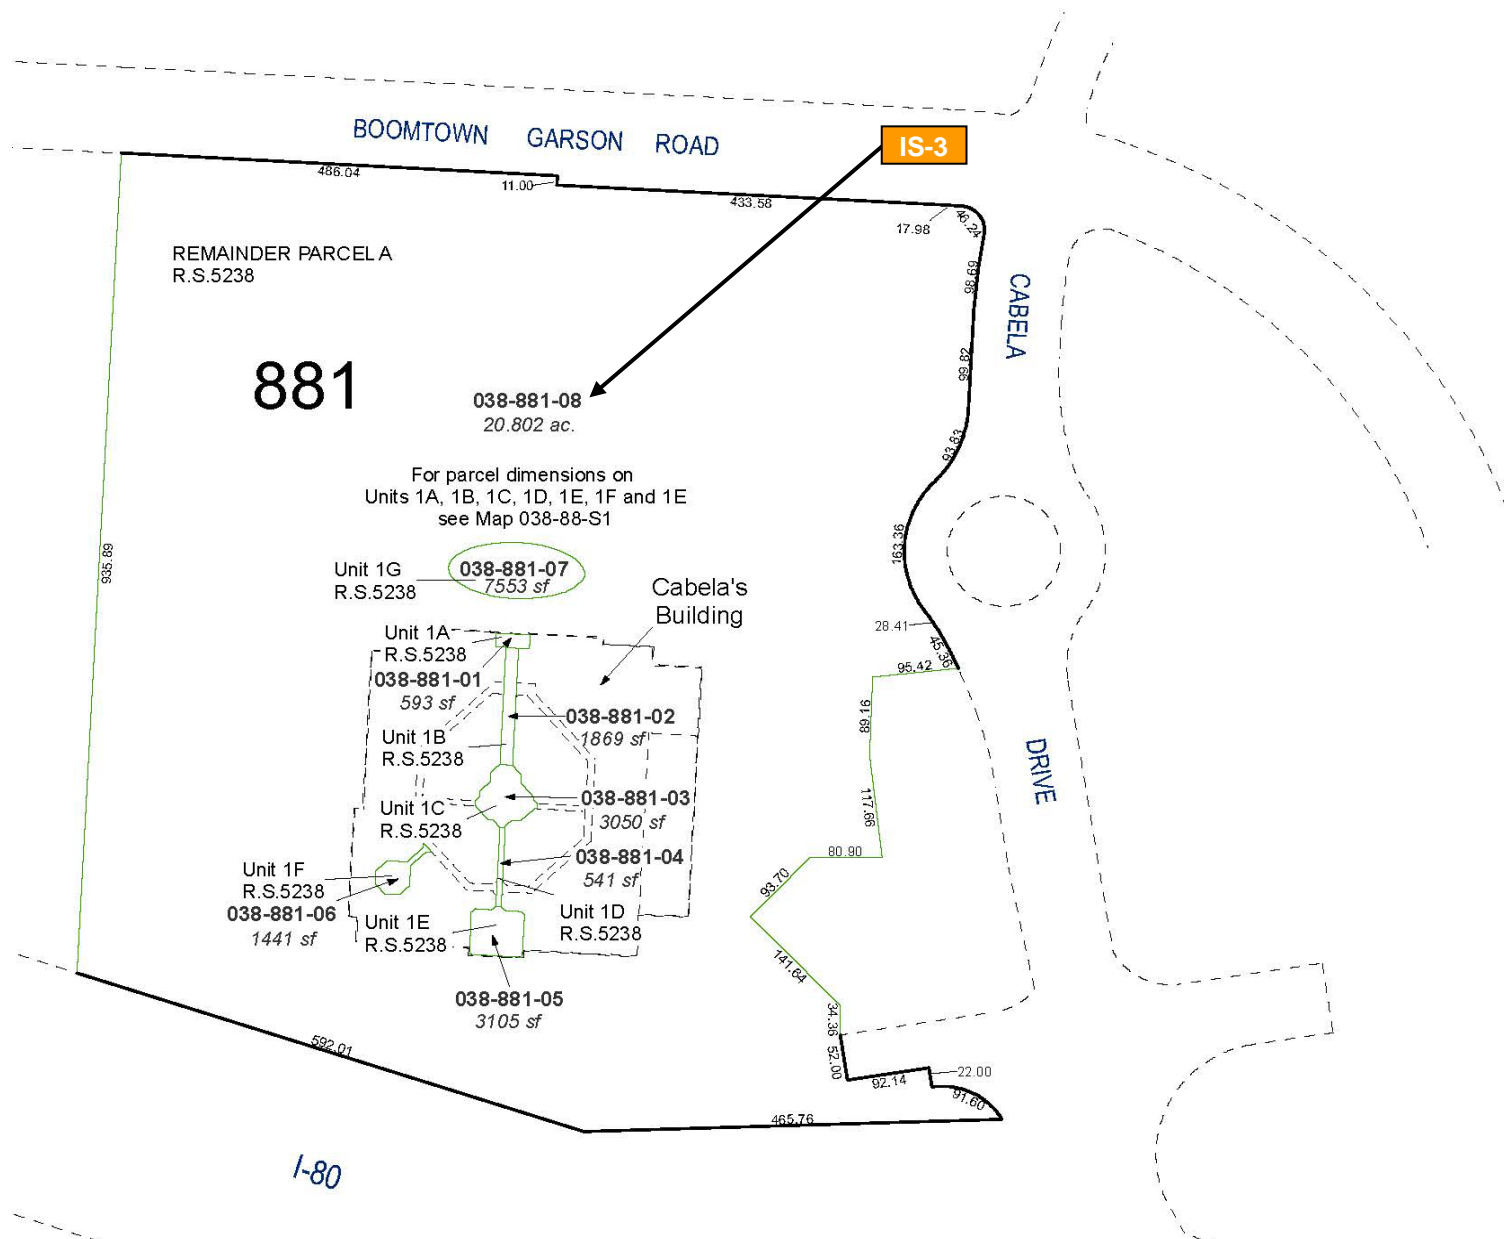 BOOMTOWN GARSON ROAD
IS-3
486.04
11.00
433.58
17.98
46.24
REMAINDER PARCEL A
R.S.5238
98.69
CABELA
99.82
881
038-881-08
20.802 ac.
93.83
For parcel dimensions on
Units 1A, 1B, 1C, 1D, 1E, 1F and 1E
see Map 038-88-S1
935.89
163.36
Unit 1G
R.S.5238
038-881-07
7553 sf
Cabela's
Building
28.41
45.36
Unit 1A
R.S.5238
038-881-01
593 sf
95.42
89.16
038-881-02
1869 sf
Unit 1B
R.S.5238
DRIVE
038-881-03
3050 sf
Unit 1C
R.S.5238
117.66
038-881-04
541 sf
80.90
93.70
Unit 1F
R.S.5238
038-881-06
1441 sf
Unit 1E
R.S.5238
Unit 1D
R.S.5238
141.64
038-881-05
3105 sf
34.36
52.00
592.01
92.14
22.00
91.60
465.76
I-80